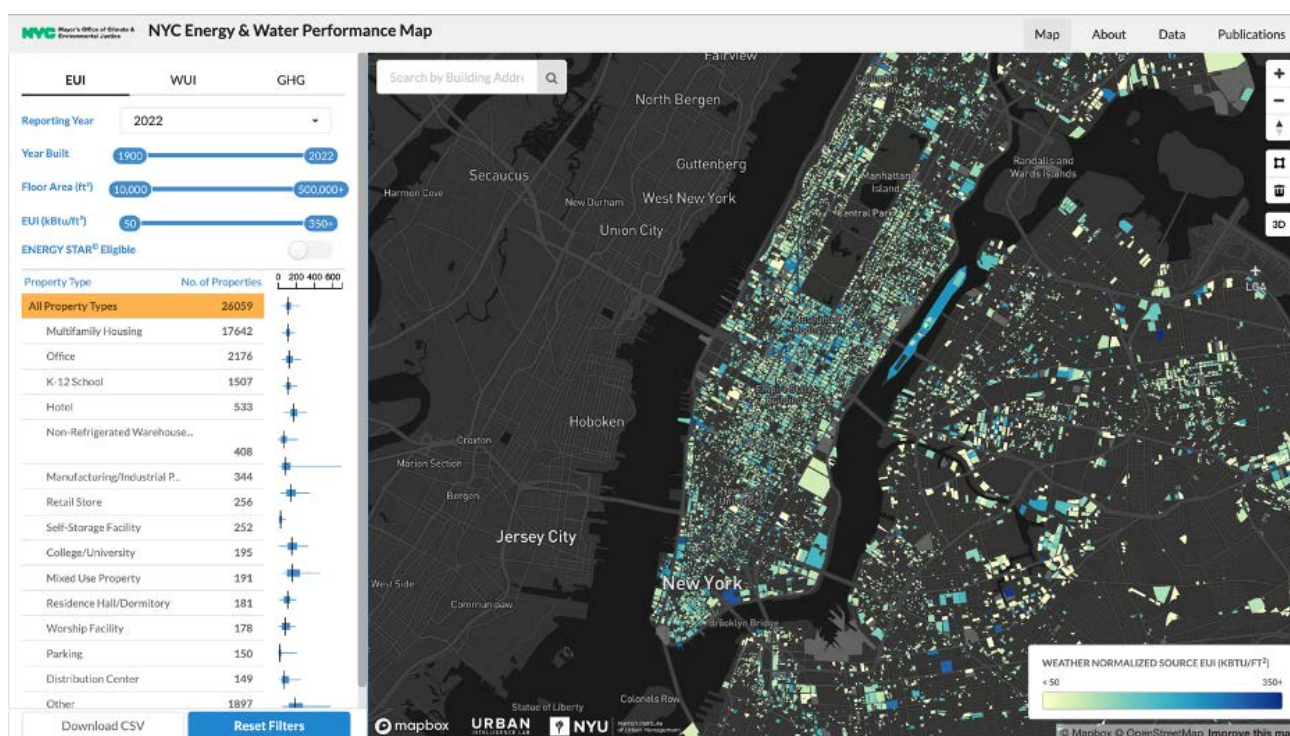 NYC Mayor's Office of Climate & Environmental Justice NYC Energy & Water Performance Map
Map About Data Publications
EUI WUI GHG
Reporting Year 2022
Year Built 1900 2022
Floor Area (ft²) 10,000 500,000+
EUI (kBtu/ft²) 50 350+
ENERGY STAR® Eligible
Property Type No. of Properties 0 200 400 600
All Property Types 26059
Multifamily Housing 17642
Office 2176
K-12 School 1507
Hotel 533
Non-Refrigerated Warehouse...
408
Manufacturing/Industrial P... 344
Retail Store 256
Self-Storage Facility 252
College/University 195
Mixed Use Property 191
Residence Hall/Dormitory 181
Worship Facility 178
Parking 150
Distribution Center 149
Other 1897
Download CSV Reset Filters
Search by Building Addre
3D
Fairview
North Bergen
Guttenberg
Secaucus
Harmon Cove
New Durham
West New York
Union City
Manhattan
Island
Central Park
Randalls and
Wards Islands
LGA
Empire State
Building
Hoboken
Croxton
Marion Section
Bergen
Jersey City
West Side
Communipaw
New York
Brooklyn Bridge
Colonels Row
Statue of Liberty
WEATHER NORMALIZED SOURCE EUI (KBTU/FT²)
< 50 350+
mapbox URBAN INTELLIGENCE LAB NYU Marron Institute of Urban Management
© Mapbox © OpenStreetMap Improve this ma